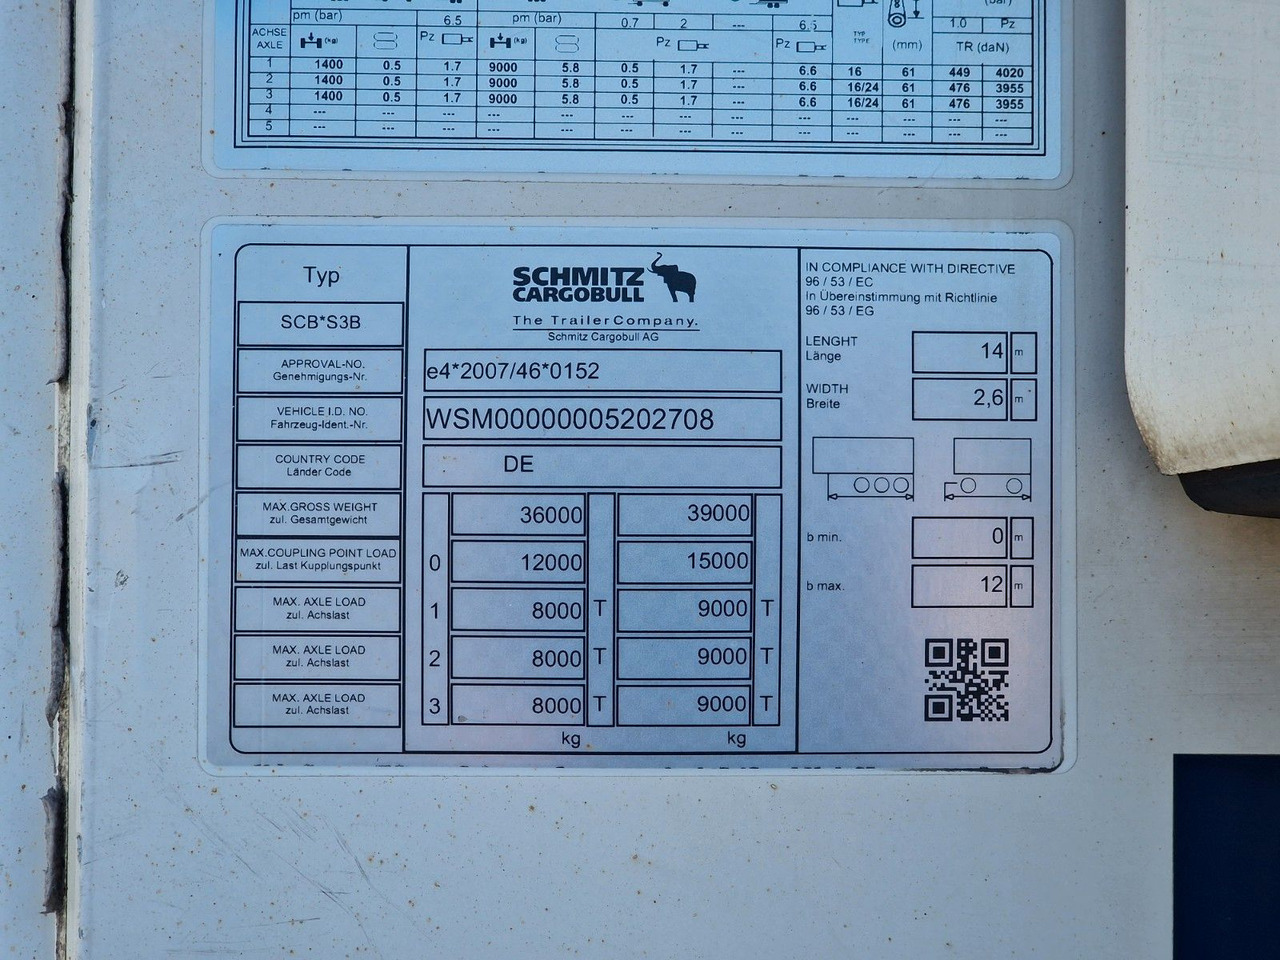 (bar)
pm (bar) 6.5 pm (bar) 0.7 2 --- 6.5 1.0 Pz
ACHSE AXLE (kg) Pz (kg) Pz Pz TYP TYPE (mm) TR (daN)
1 1400 0.5 1.7 9000 5.8 0.5 1.7 --- 6.6 16 61 449 4020
2 1400 0.5 1.7 9000 5.8 0.5 1.7 --- 6.6 16/24 61 476 3955
3 1400 0.5 1.7 9000 5.8 0.5 1.7 --- 6.6 16/24 61 476 3955
4 --- --- --- --- --- --- --- --- --- --- --- --- ---
5 --- --- --- --- --- --- --- --- --- --- --- --- ---
Typ
SCB*S3B
SCHMITZ
CARGOBULL
The TrailerCompany.
Schmitz Cargobull AG
APPROVAL-NO.
Genehmigungs-Nr.
e4*2007/46*0152
VEHICLE I.D. NO.
Fahrzeug-Ident.-Nr.
WSM00000005202708
COUNTRY CODE
Länder Code
DE
MAX.GROSS WEIGHT
zul. Gesamtgewicht
36000 39000
MAX.COUPLING POINT LOAD
zul. Last Kupplungspunkt
0 12000 15000
MAX. AXLE LOAD
zul. Achslast
1 8000 T 9000 T
MAX. AXLE LOAD
zul. Achslast
2 8000 T 9000 T
MAX. AXLE LOAD
zul. Achslast
3 8000 T 9000 T
kg kg
IN COMPLIANCE WITH DIRECTIVE
96 / 53 / EC
In Übereinstimmung mit Richtlinie
96 / 53 / EG
LENGHT
Länge
14 m
WIDTH
Breite
2,6 m
b min. 0 m
b max. 12 m